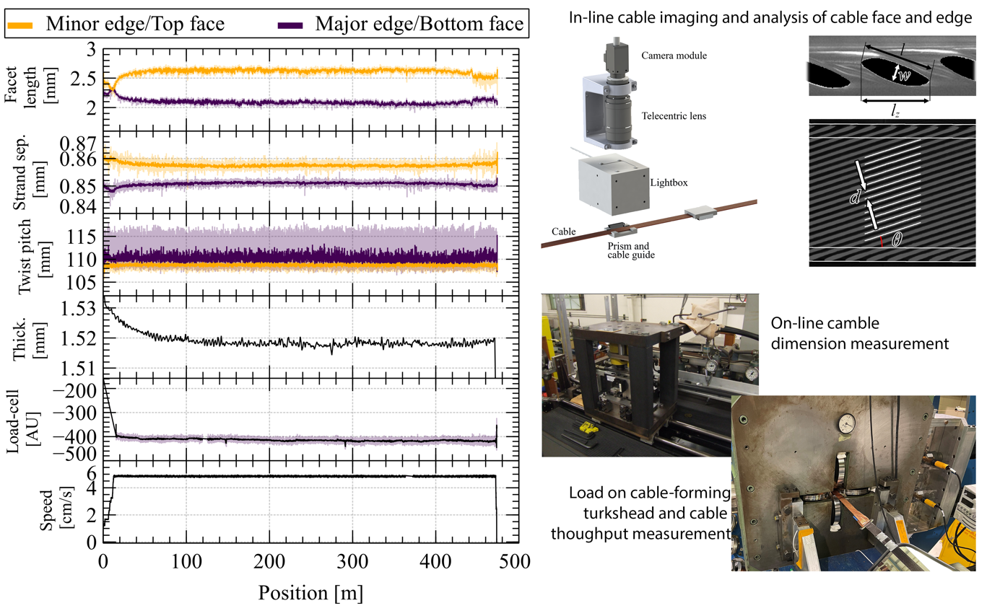 Minor edge/Top face
Major edge/Bottom face
Facet
length
[mm]
3
2.5
2
Strand sep.
[mm]
0.87
0.86
0.85
0.84
Twist pitch
[mm]
115
110
105
Thick.
[mm]
1.53
1.52
1.51
Load-cell
[AU]
−200
−300
−400
−500
Speed
[cm/s]
6
4
2
0
0
100
200
300
400
500
Position [m]
In-line cable imaging and analysis of cable face and edge
Camera module
Telecentric lens
Lightbox
Cable
Prism and
cable guide
l
w
l_z
d
θ
On-line camble
dimension measurement
Load on cable-forming
turkshead and cable
thoughput measurement